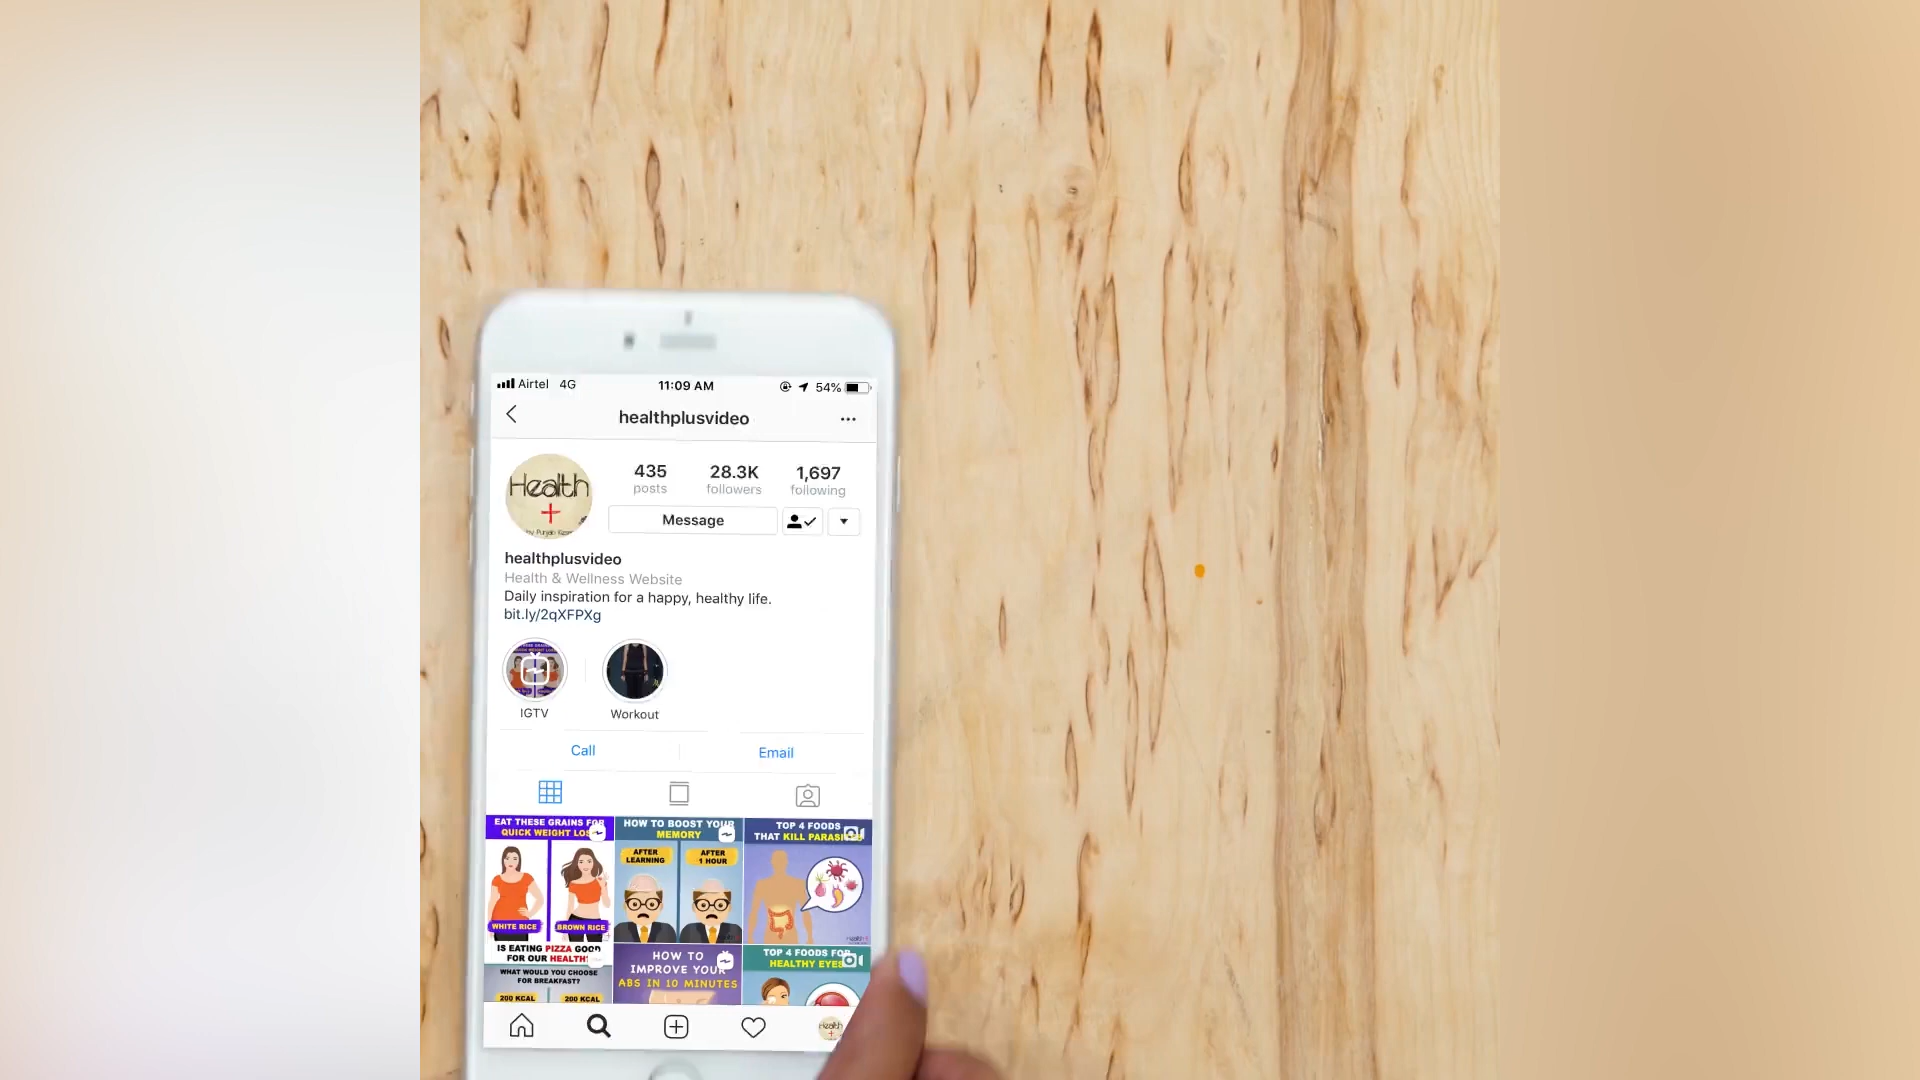 Airtel 4G 11:09 AM 54%
healthplusvideo
435 28.3K 1,697
posts followers following
Health
+
Message
healthplusvideo
Health & Wellness Website
Daily inspiration for a happy, healthy life.
bit.ly/2qXFPXg
IGTV Workout
Call Email
EAT THESE GRAINS FOR
QUICK WEIGHT LOSS
WHITE RICE BROWN RICE
HOW TO BOOST YOUR
MEMORY
AFTER
LEARNING
AFTER
1 HOUR
TOP 4 FOODS
THAT KILL PARASITES
IS EATING PIZZA GOOD
FOR OUR HEALTH
WHAT WOULD YOU CHOOSE
FOR BREAKFAST?
200 KCAL 200 KCAL
HOW TO
IMPROVE YOUR
ABS IN 10 MINUTES
TOP 4 FOODS FOR
HEALTHY EYES
Health